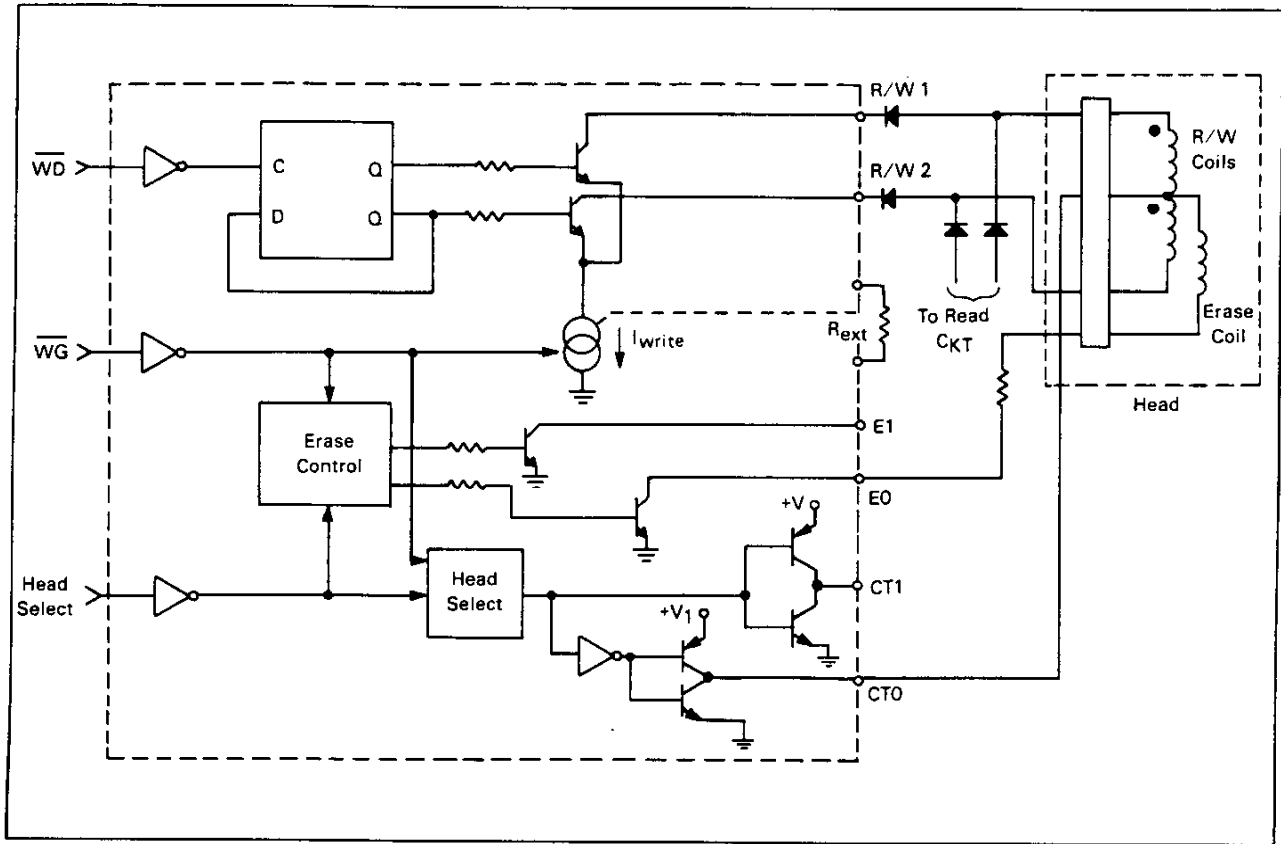 R/W 1
WD
C
Q
D
Q
R/W 2
R/W
Coils
WG
Iwrite
Rext
To Read
CKT
Erase
Coil
Head
Erase
Control
E1
E0
+V
Head
Select
Head
Select
CT1
+V1
CT0